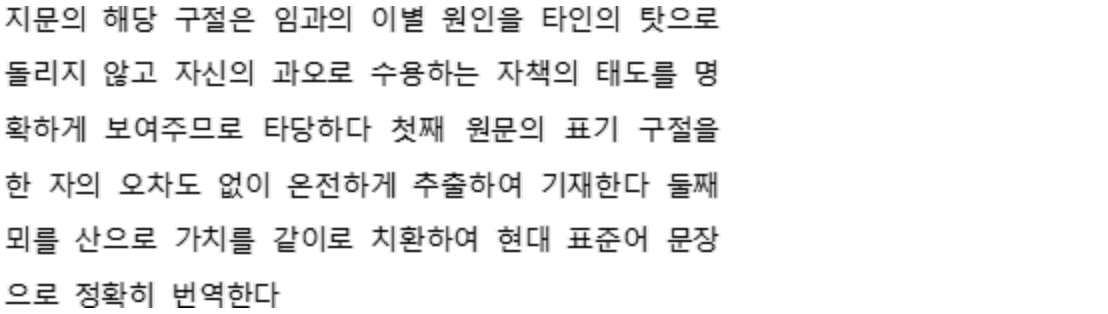 지문의 해당 구절은 임과의 이별 원인을 타인의 탓으로
돌리지 않고 자신의 과오로 수용하는 자책의 태도를 명
확하게 보여주므로 타당하다 첫째 원문의 표기 구절을
한 자의 오차도 없이 온전하게 추출하여 기재한다 둘째
뫼를 산으로 가치를 같이로 치환하여 현대 표준어 문장
으로 정확히 번역한다